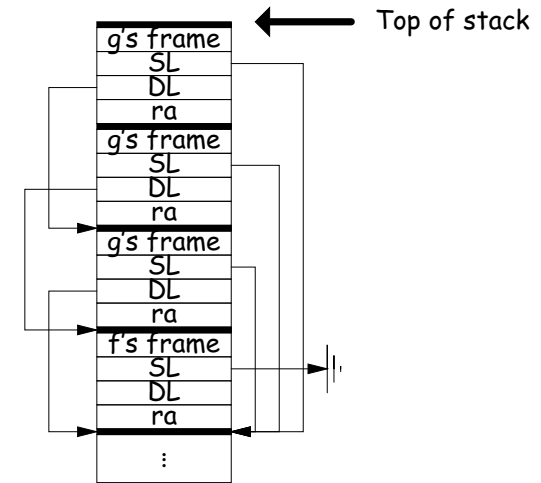 Top of stack
g's frame
SL
DL
ra
g's frame
SL
DL
ra
g's frame
SL
DL
ra
f's frame
SL
DL
ra
⋮